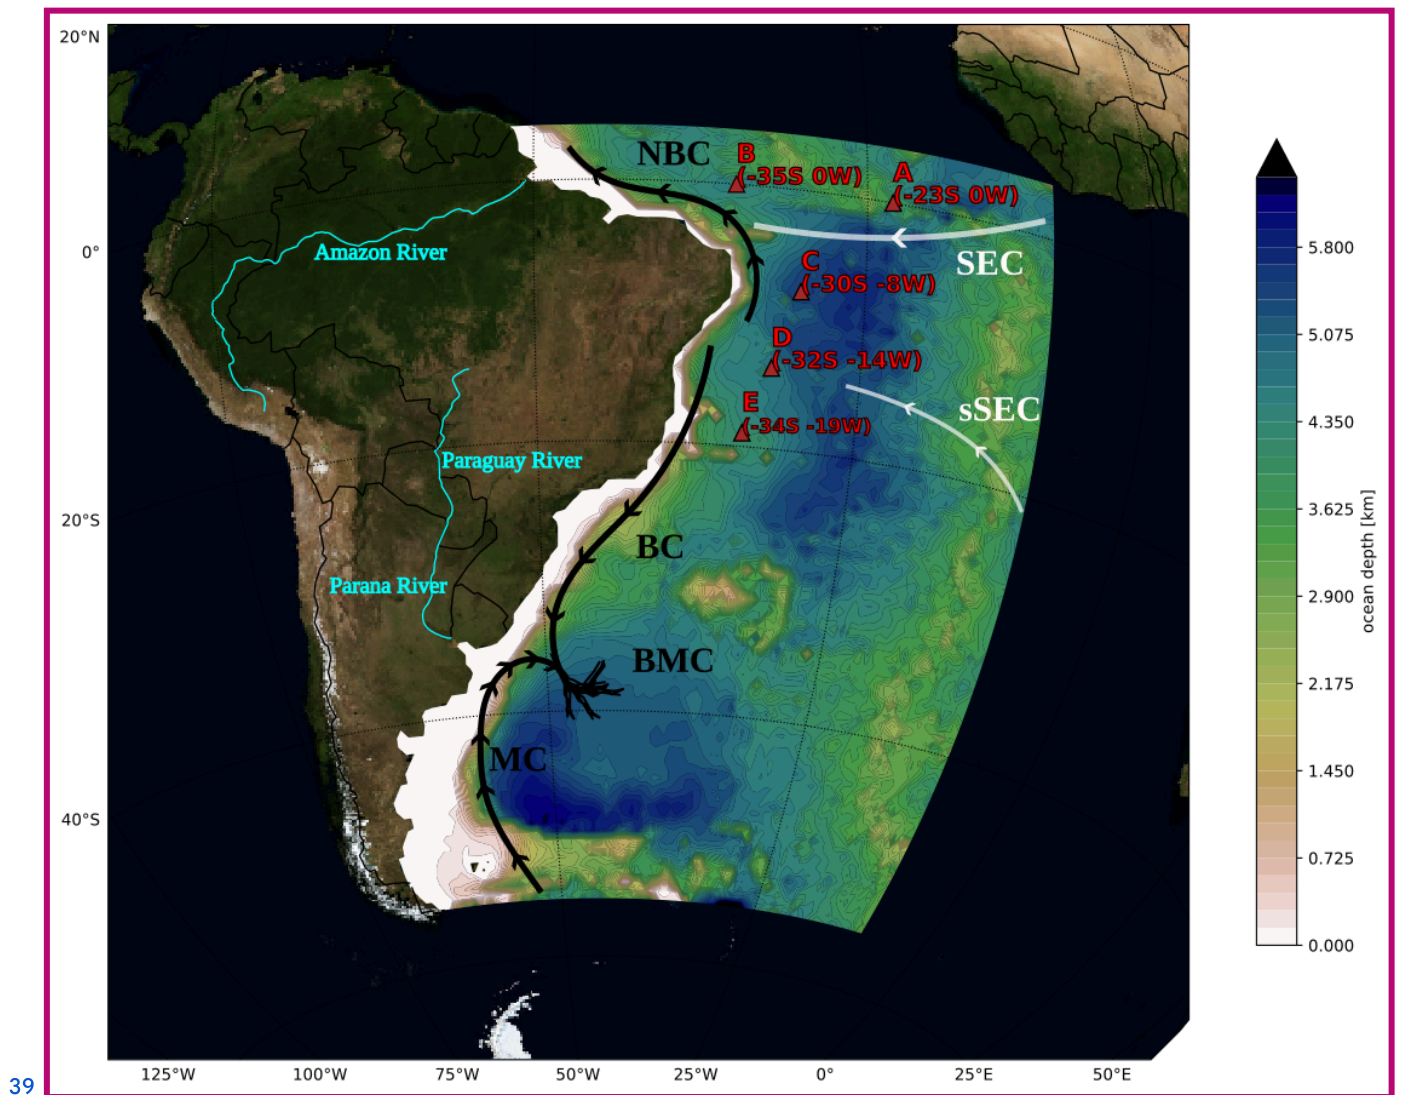 20°N
0°
20°S
40°S
125°W
100°W
75°W
50°W
25°W
0°
25°E
50°E
NBC
B
(-35S 0W)
A
(-23S 0W)
SEC
C
(-30S -8W)
D
(-32S -14W)
sSEC
E
(-34S -19W)
Amazon River
Paraguay River
Parana River
BC
BMC
MC
5.800
5.075
4.350
3.625
2.900
2.175
1.450
0.725
0.000
ocean depth [km]
39